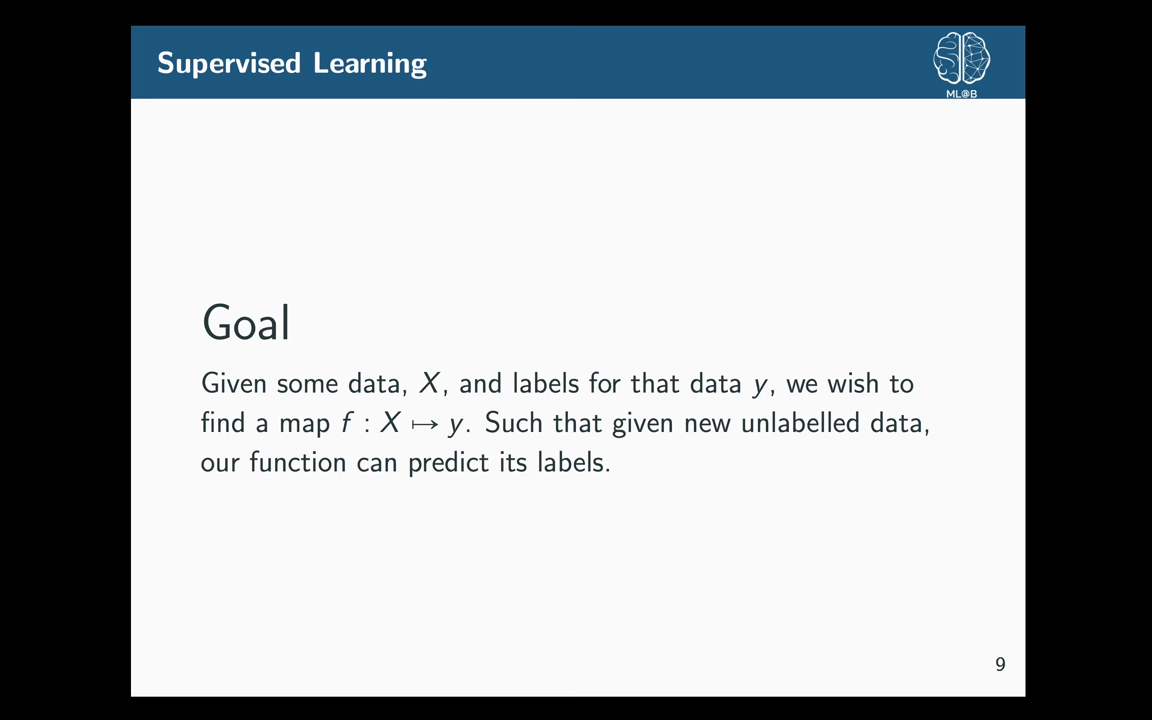 Supervised Learning
ML@B
Goal
Given some data, X, and labels for that data y, we wish to
find a map f : X ↦ y. Such that given new unlabelled data,
our function can predict its labels.
9